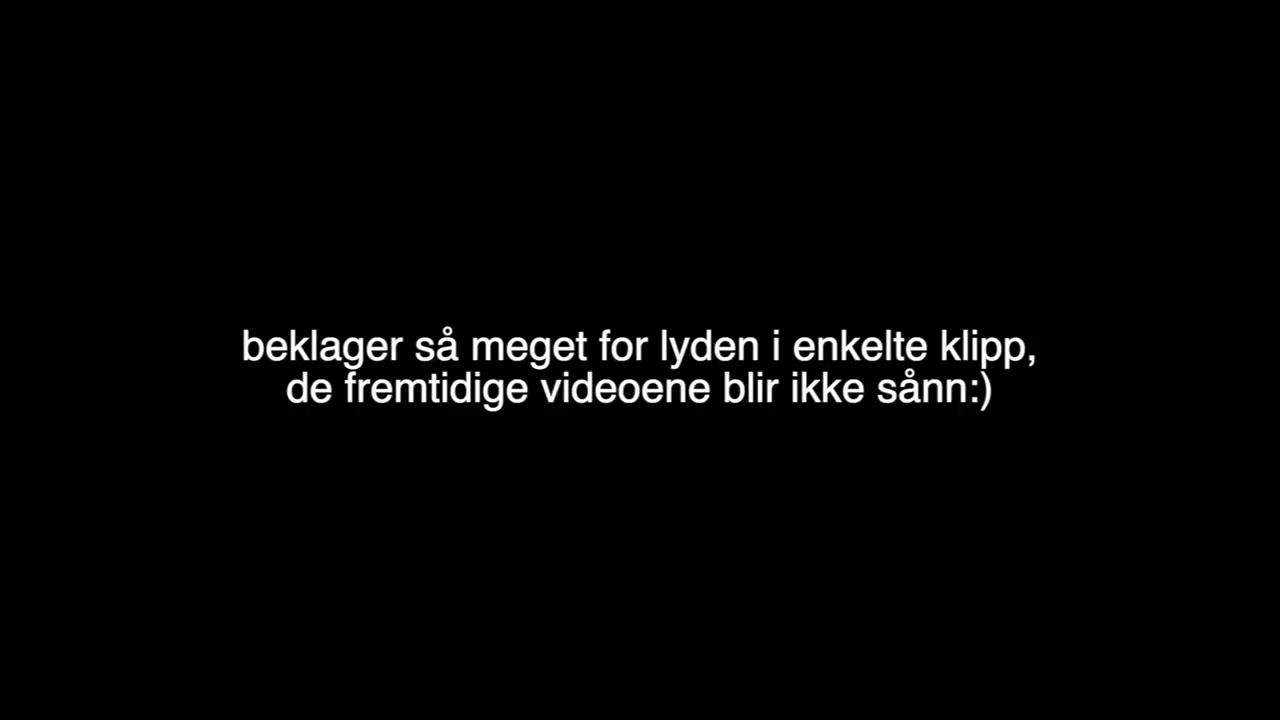 beklager så meget for lyden i enkelte klipp,
de fremtidige videoene blir ikke sånn:)